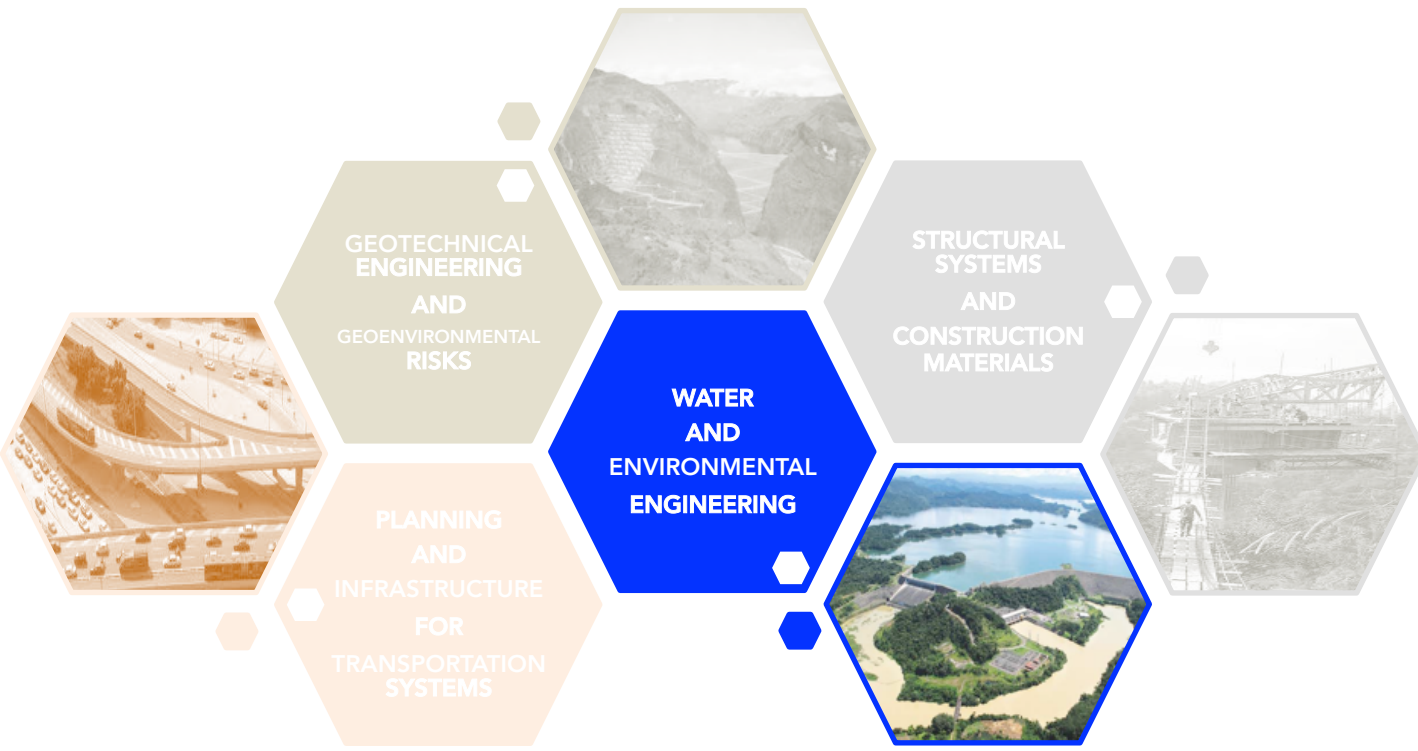 GEOTECHNICAL
ENGINEERING
AND
GEOENVIRONMENTAL
RISKS
STRUCTURAL
SYSTEMS
AND
CONSTRUCTION
MATERIALS
WATER
AND
ENVIRONMENTAL
ENGINEERING
PLANNING
AND
INFRASTRUCTURE
FOR
TRANSPORTATION
SYSTEMS